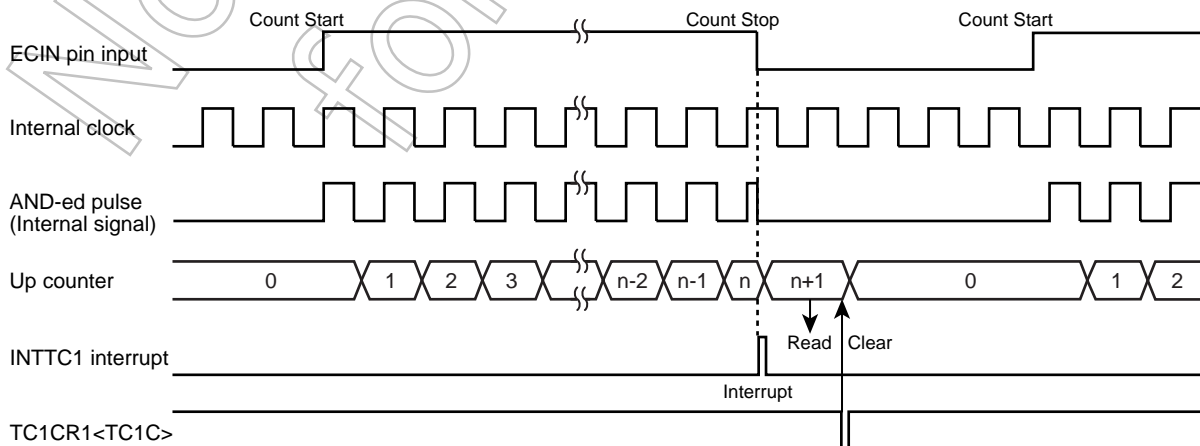 Count Start
Count Stop
Count Start
ECIN pin input
Internal clock
AND-ed pulse
(Internal signal)
Up counter
0
1
2
3
n-2
n-1
n
n+1
0
1
2
Read
Clear
INTTC1 interrupt
Interrupt
TC1CR1<TC1C>